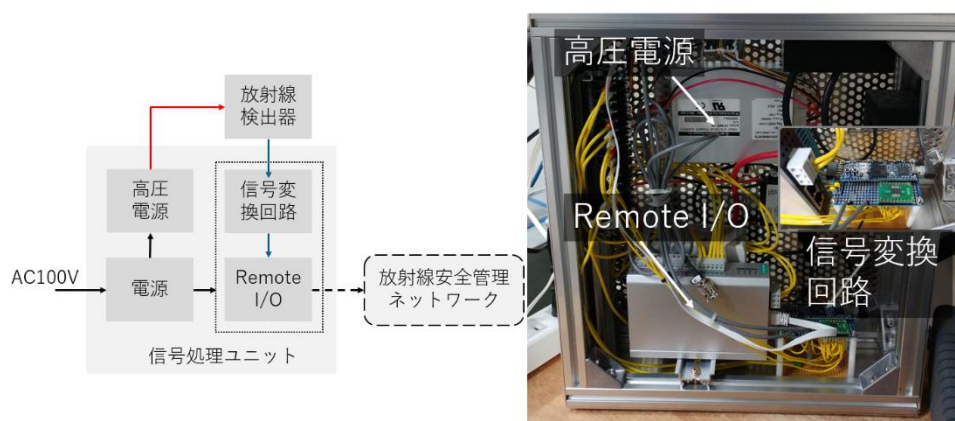 放射線
検出器
高圧
電源
信号変
換回路
AC100V
電源
Remote
I/O
放射線安全管理
ネットワーク
信号処理ユニット
高圧電源
Remote I/O
信号変換
回路